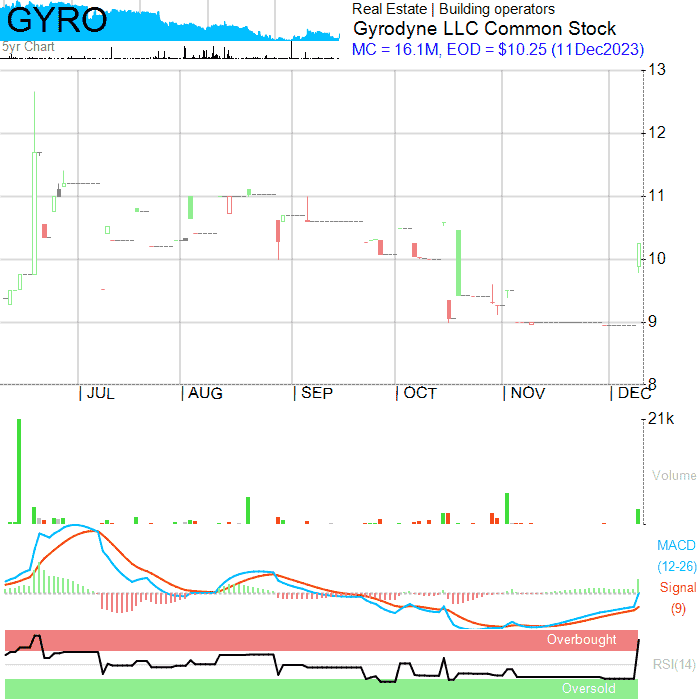 GYRO
5yr Chart
Real Estate | Building operators
Gyrodyne LLC Common Stock
MC = 16.1M, EOD = $10.25 (11Dec2023)
13
12
11
10
9
8
JUL AUG SEP OCT NOV DEC
21k
Volume
MACD
(12-26)
Signal
(9)
Overbought
RSI(14)
Oversold